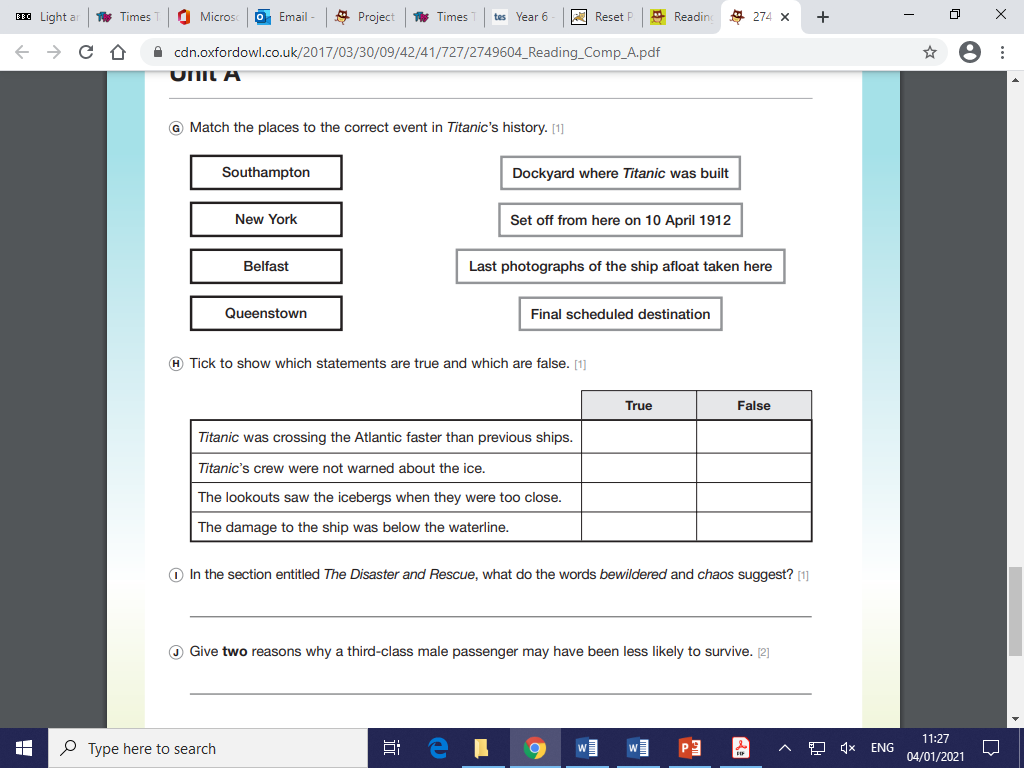 Light ar
Times T
Micros
Email -
Project
Times T
tes Year 6 -
Reset P
Reading
274
cdn.oxfordowl.co.uk/2017/03/30/09/42/41/727/2749604_Reading_Comp_A.pdf
Unit A
G Match the places to the correct event in Titanic's history. [1]
Southampton Dockyard where Titanic was built
New York Set off from here on 10 April 1912
Belfast Last photographs of the ship afloat taken here
Queenstown Final scheduled destination
H Tick to show which statements are true and which are false. [1]
True False
Titanic was crossing the Atlantic faster than previous ships.
Titanic's crew were not warned about the ice.
The lookouts saw the icebergs when they were too close.
The damage to the ship was below the waterline.
I In the section entitled The Disaster and Rescue, what do the words bewildered and chaos suggest? [1]
J Give two reasons why a third-class male passenger may have been less likely to survive. [2]
Type here to search
ENG
11:27
04/01/2021